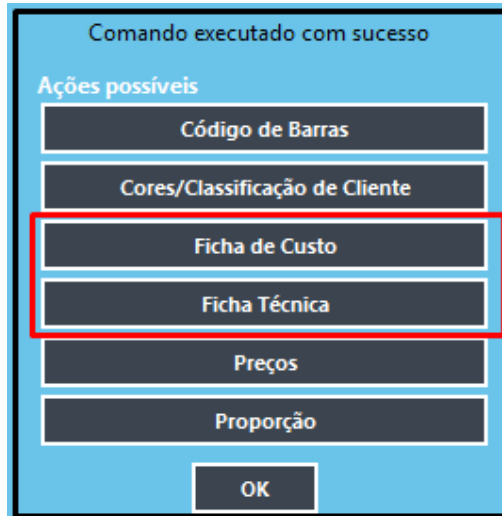 Comando executado com sucesso
Ações possíveis
Código de Barras
Cores/Classificação de Cliente
Ficha de Custo
Ficha Técnica
Preços
Proporção
OK